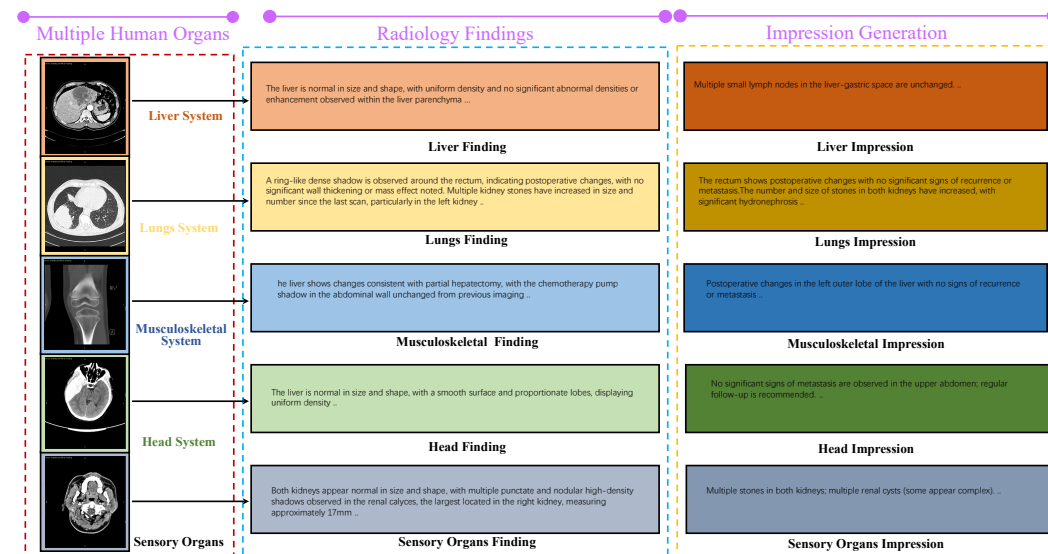 Multiple Human Organs
Radiology Findings
Impression Generation
Liver System
The liver is normal in size and shape, with uniform density and no significant abnormal densities or
enhancement observed within the liver parenchyma ...
Liver Finding
Multiple small lymph nodes in the liver-gastric space are unchanged. ..
Liver Impression
Lungs System
A ring-like dense shadow is observed around the rectum, indicating postoperative changes, with no
significant wall thickening or mass effect noted. Multiple kidney stones have increased in size and
number since the last scan, particularly in the left kidney ..
Lungs Finding
The rectum shows postoperative changes with no significant signs of recurrence or
metastasis.The number and size of stones in both kidneys have increased, with
significant hydronephrosis ..
Lungs Impression
Musculoskeletal
System
he liver shows changes consistent with partial hepatectomy, with the chemotherapy pump
shadow in the abdominal wall unchanged from previous imaging ..
Musculoskeletal Finding
Postoperative changes in the left outer lobe of the liver with no signs of recurrence
or metastasis ..
Musculoskeletal Impression
Head System
The liver is normal in size and shape, with a smooth surface and proportionate lobes, displaying
uniform density ..
Head Finding
No significant signs of metastasis are observed in the upper abdomen; regular
follow-up is recommended. ..
Head Impression
Sensory Organs
Both kidneys appear normal in size and shape, with multiple punctate and nodular high-density
shadows observed in the renal calyces, the largest located in the right kidney, measuring
approximately 17mm ..
Sensory Organs Finding
Multiple stones in both kidneys; multiple renal cysts (some appear complex). ..
Sensory Organs Impression